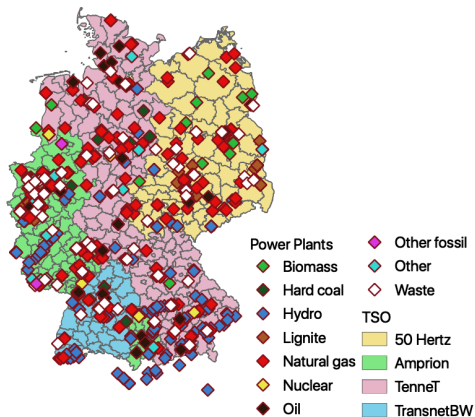 Power Plants
Biomass
Hard coal
Hydro
Lignite
Natural gas
Nuclear
Oil
Other fossil
Other
Waste
TSO
50 Hertz
Amprion
TenneT
TransnetBW